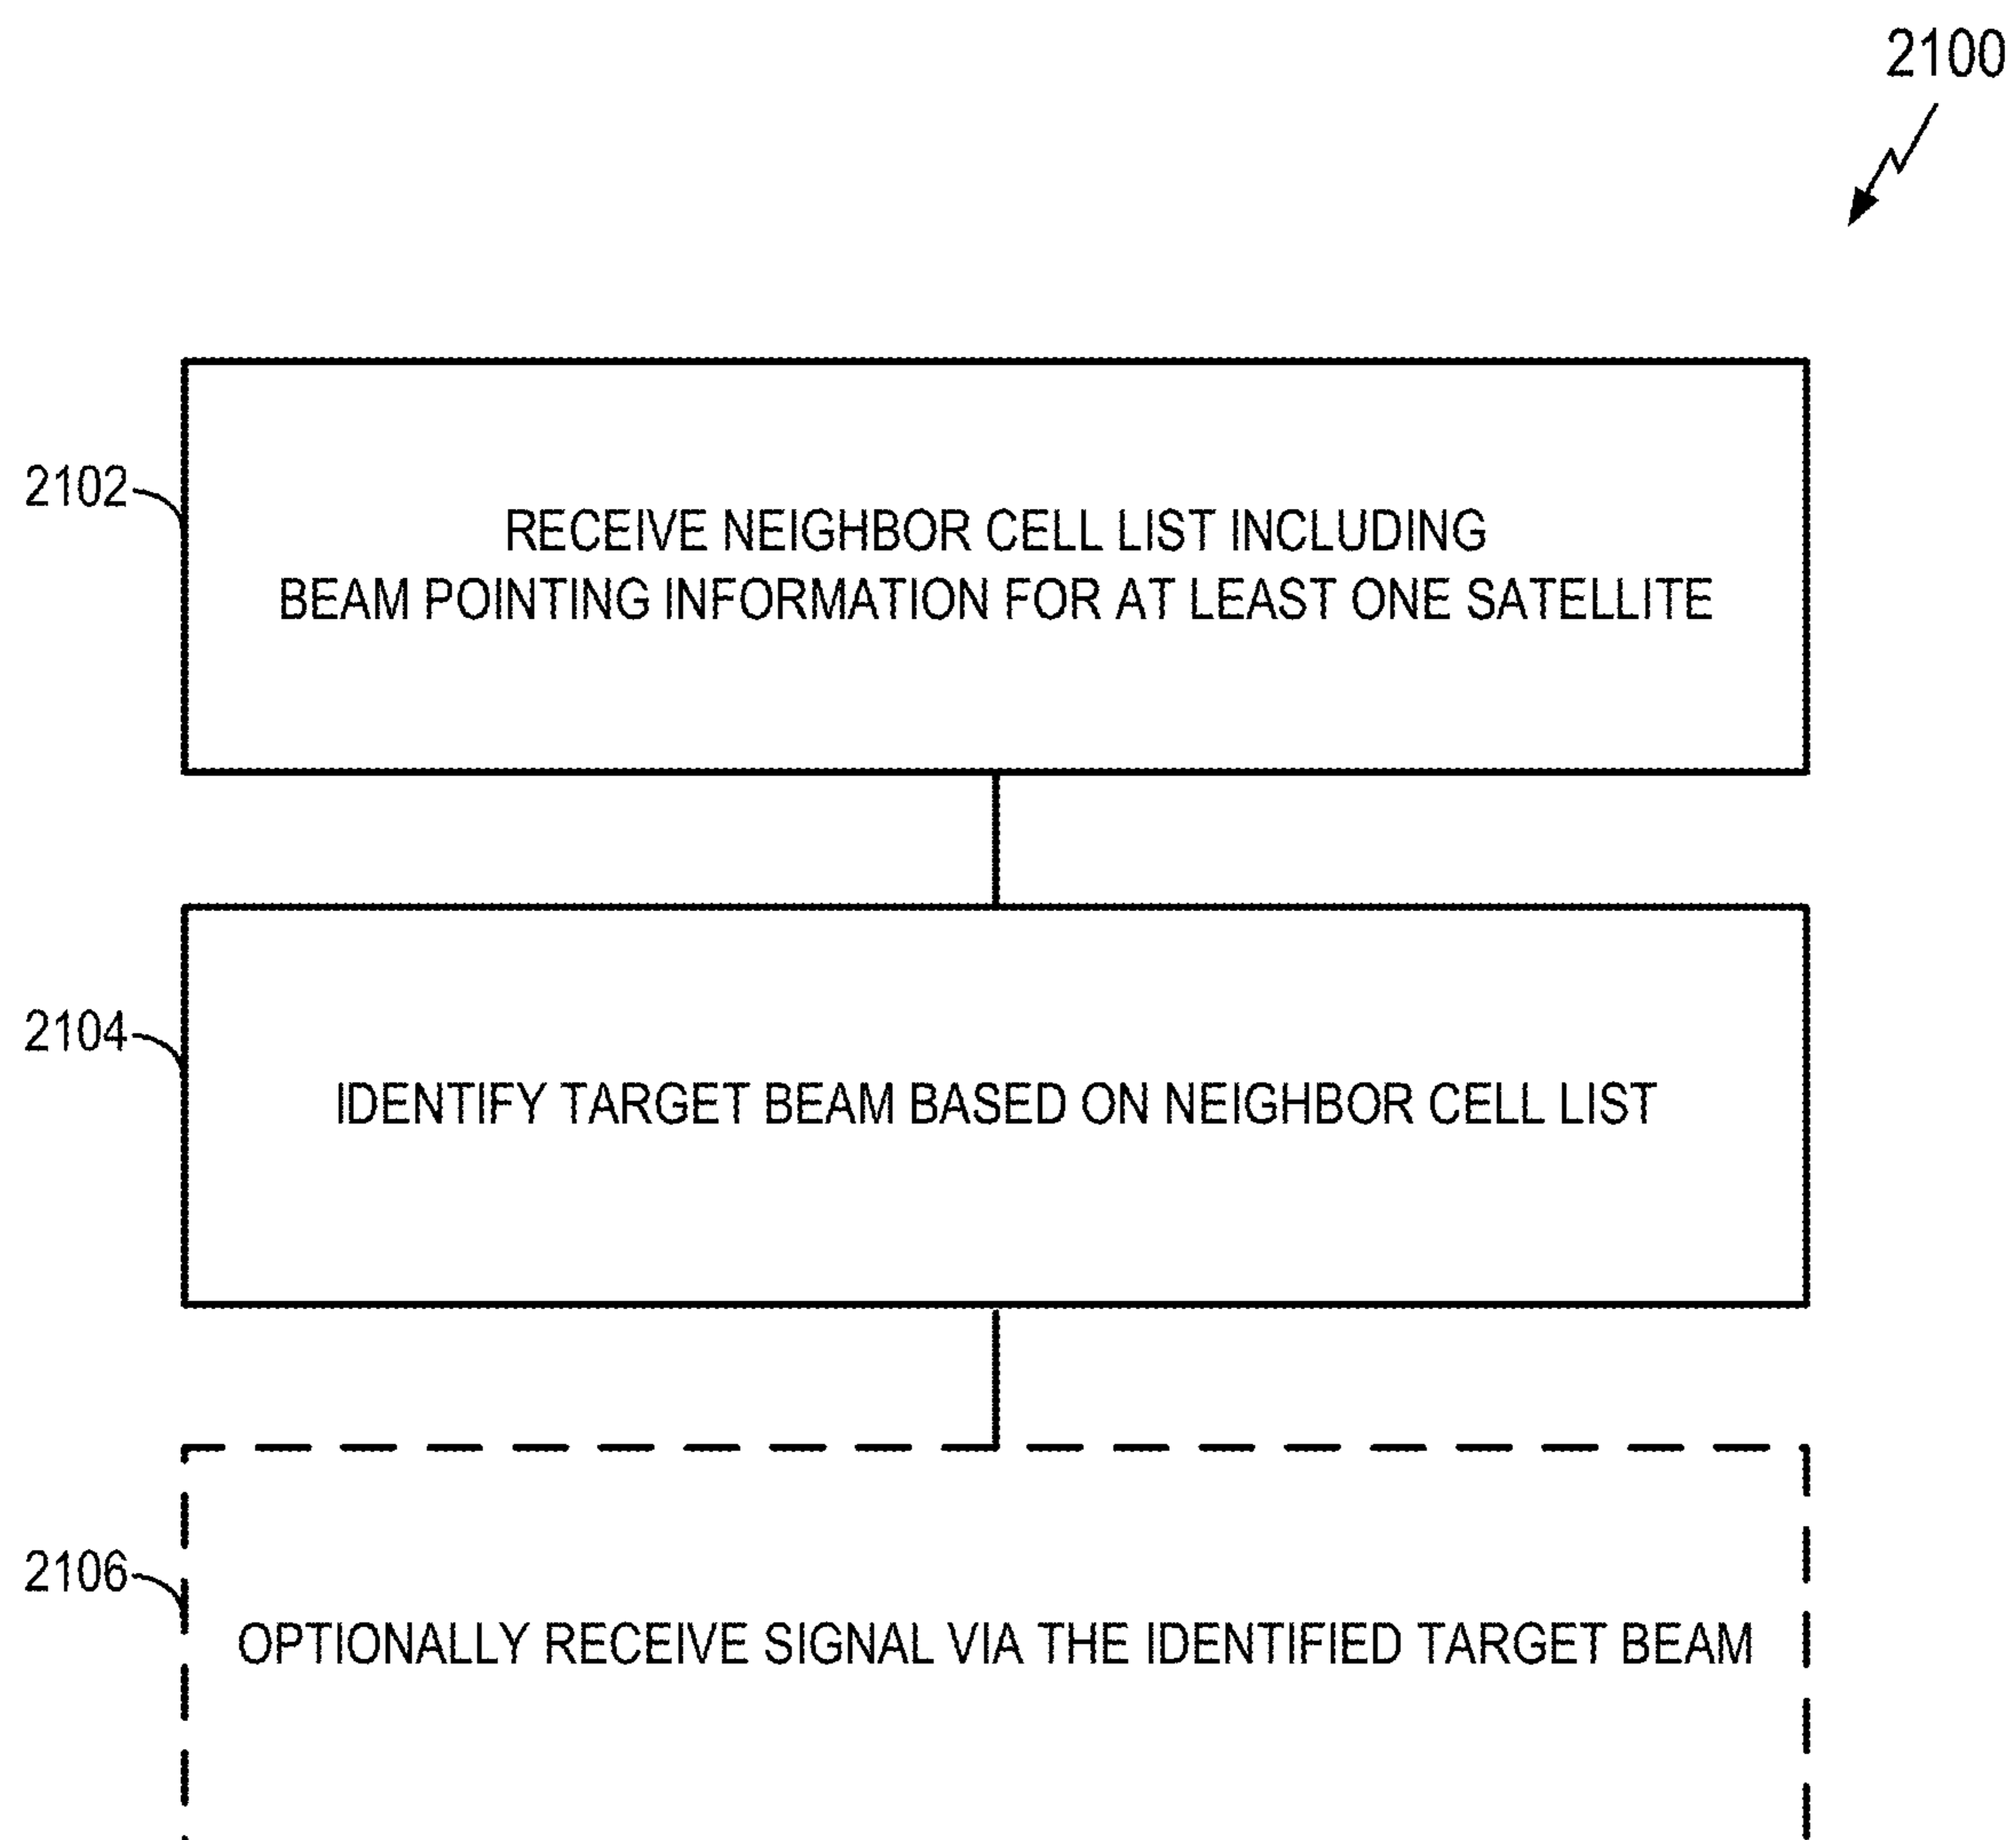 2100
2102
RECEIVE NEIGHBOR CELL LIST INCLUDING
BEAM POINTING INFORMATION FOR AT LEAST ONE SATELLITE
2104
IDENTIFY TARGET BEAM BASED ON NEIGHBOR CELL LIST
2106
OPTIONALLY RECEIVE SIGNAL VIA THE IDENTIFIED TARGET BEAM